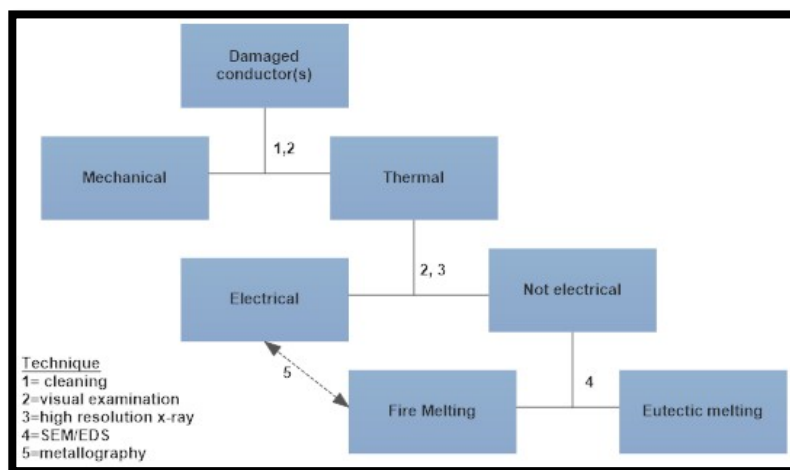 Damaged
conductor(s)
1,2
Mechanical
Thermal
2, 3
Electrical
Not electrical
5
4
Fire Melting
Eutectic melting
Technique
1= cleaning
2=visual examination
3=high resolution x-ray
4=SEM/EDS
5=metallography